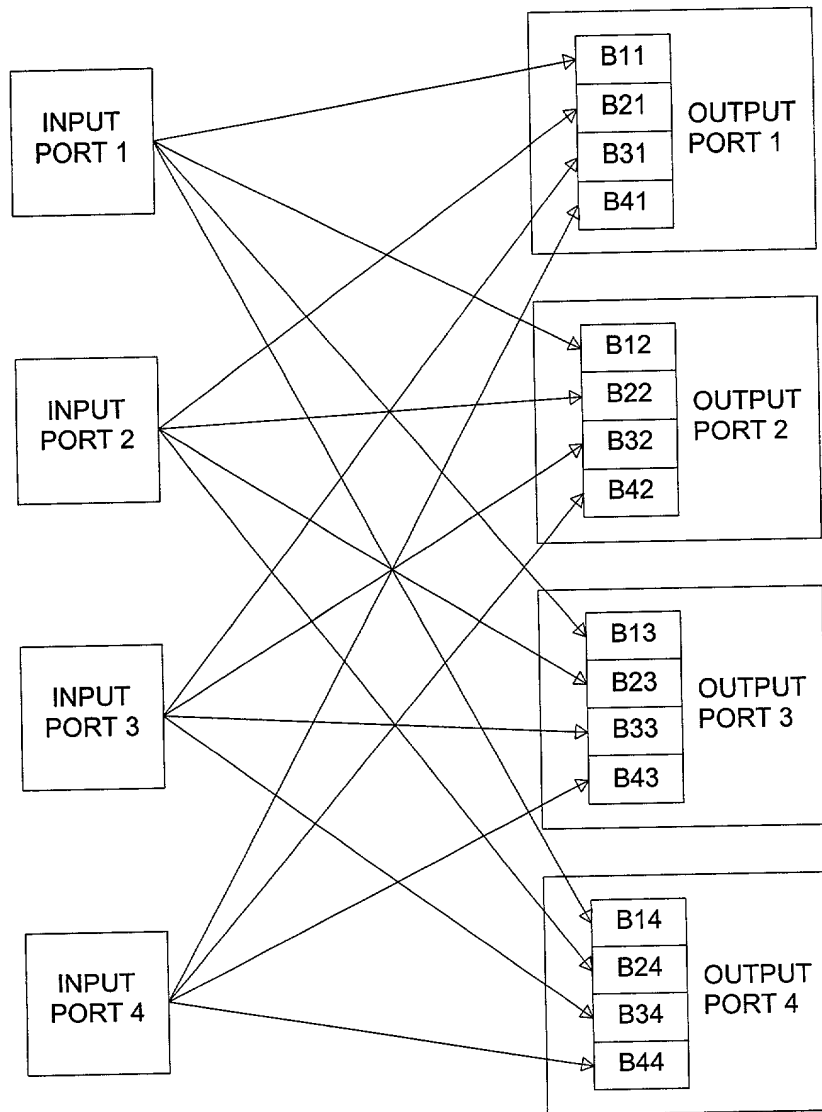 INPUT
PORT 1
B11
B21
B31
B41
OUTPUT
PORT 1
INPUT
PORT 2
B12
B22
B32
B42
OUTPUT
PORT 2
INPUT
PORT 3
B13
B23
B33
B43
OUTPUT
PORT 3
INPUT
PORT 4
B14
B24
B34
B44
OUTPUT
PORT 4